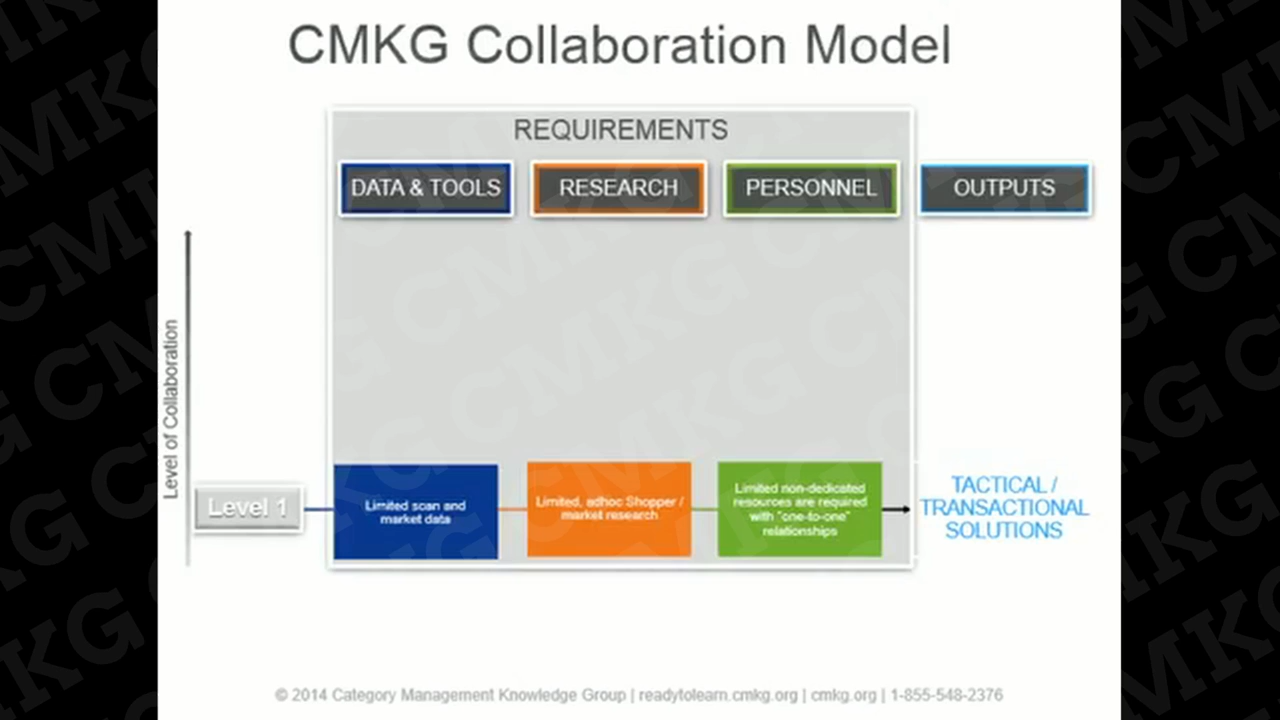 CMKG Collaboration Model
REQUIREMENTS
DATA & TOOLS
RESEARCH
PERSONNEL
OUTPUTS
Level of Collaboration
Level 1
Limited scan and
market data
Limited, adhoc Shopper /
market research
Limited non-dedicated
resources are required
with "one-to-one"
relationships
TACTICAL /
TRANSACTIONAL
SOLUTIONS
© 2014 Category Management Knowledge Group | readytolearn.cmkg.org | cmkg.org | 1-855-548-2376